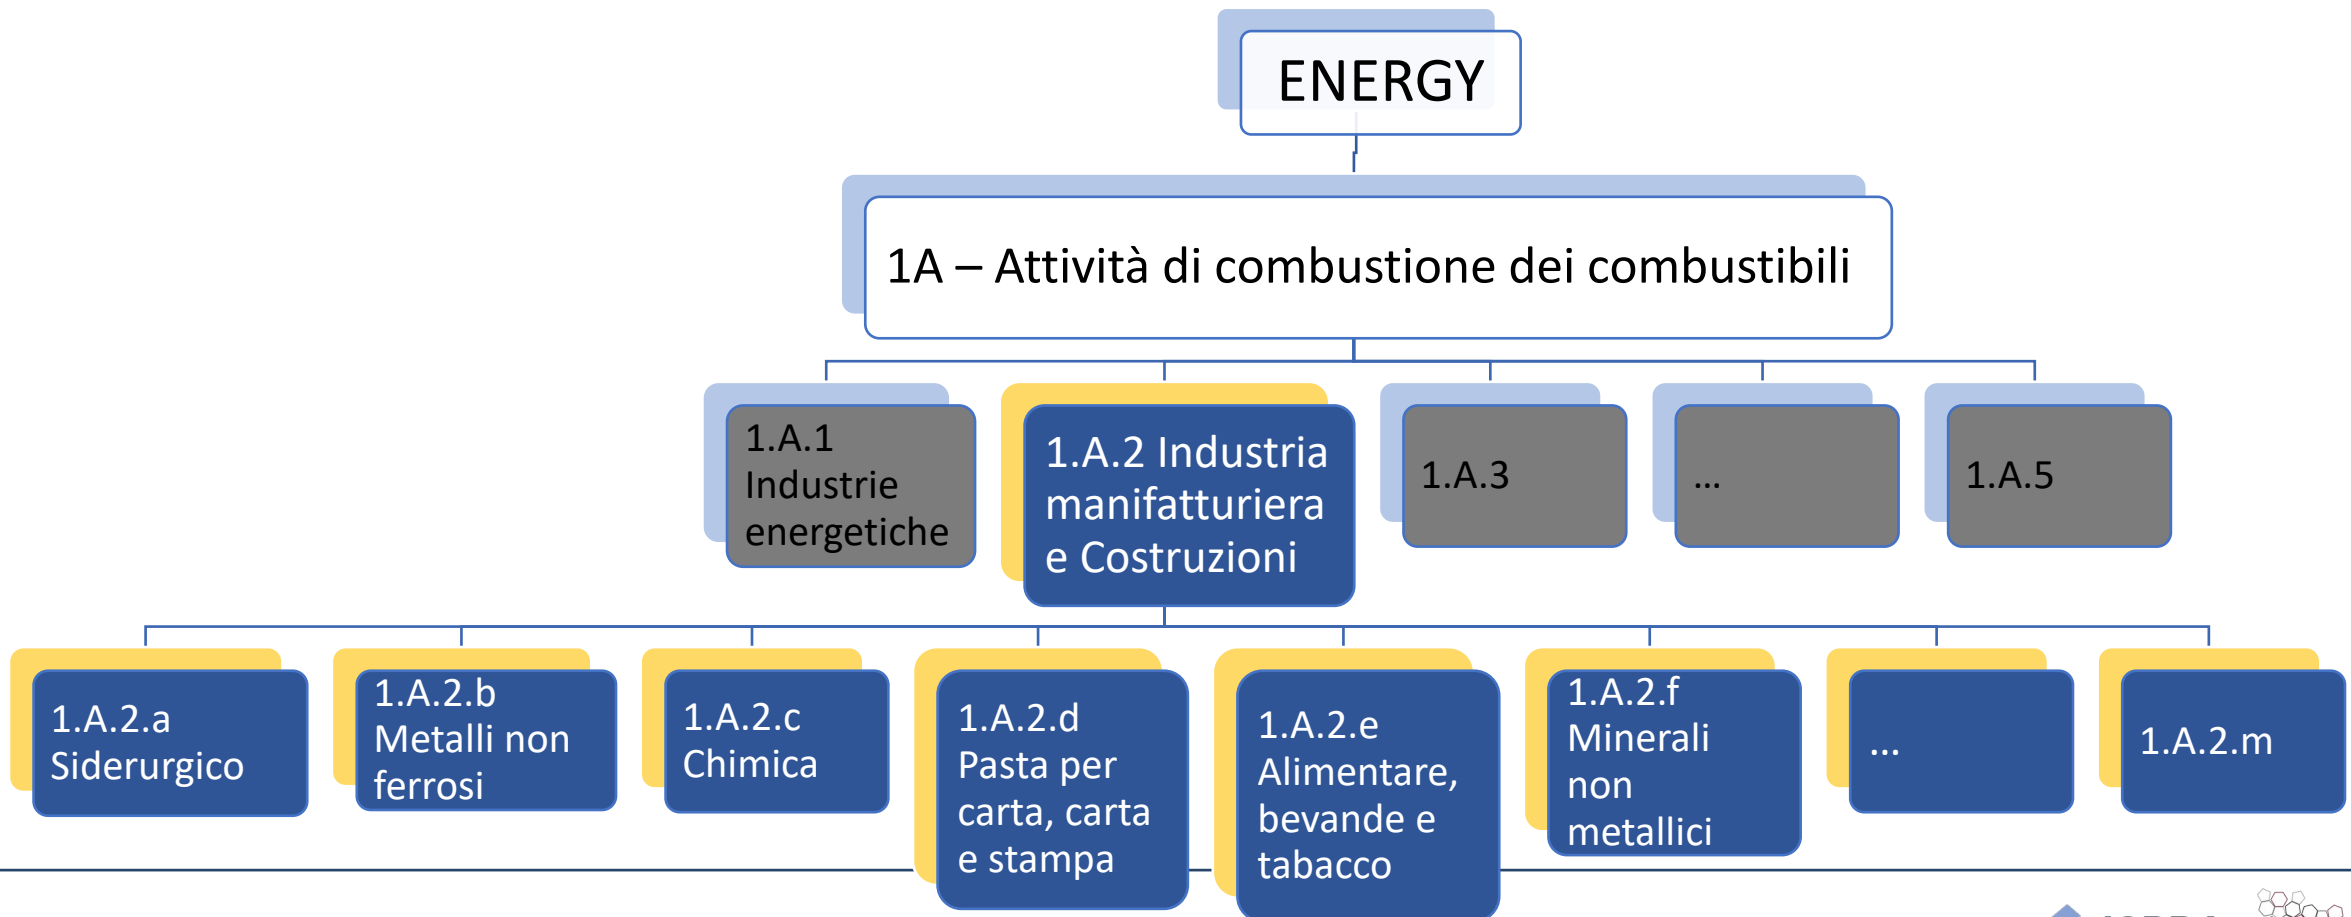 ENERGY
1A – Attività di combustione dei combustibili
1.A.1
Industrie
energetiche
1.A.2 Industria
manifatturiera
e Costruzioni
1.A.3
...
1.A.5
1.A.2.a
Siderurgico
1.A.2.b
Metalli non
ferrosi
1.A.2.c
Chimica
1.A.2.d
Pasta per
carta, carta
e stampa
1.A.2.e
Alimentare,
bevande e
tabacco
1.A.2.f
Minerali
non
metallici
...
1.A.2.m